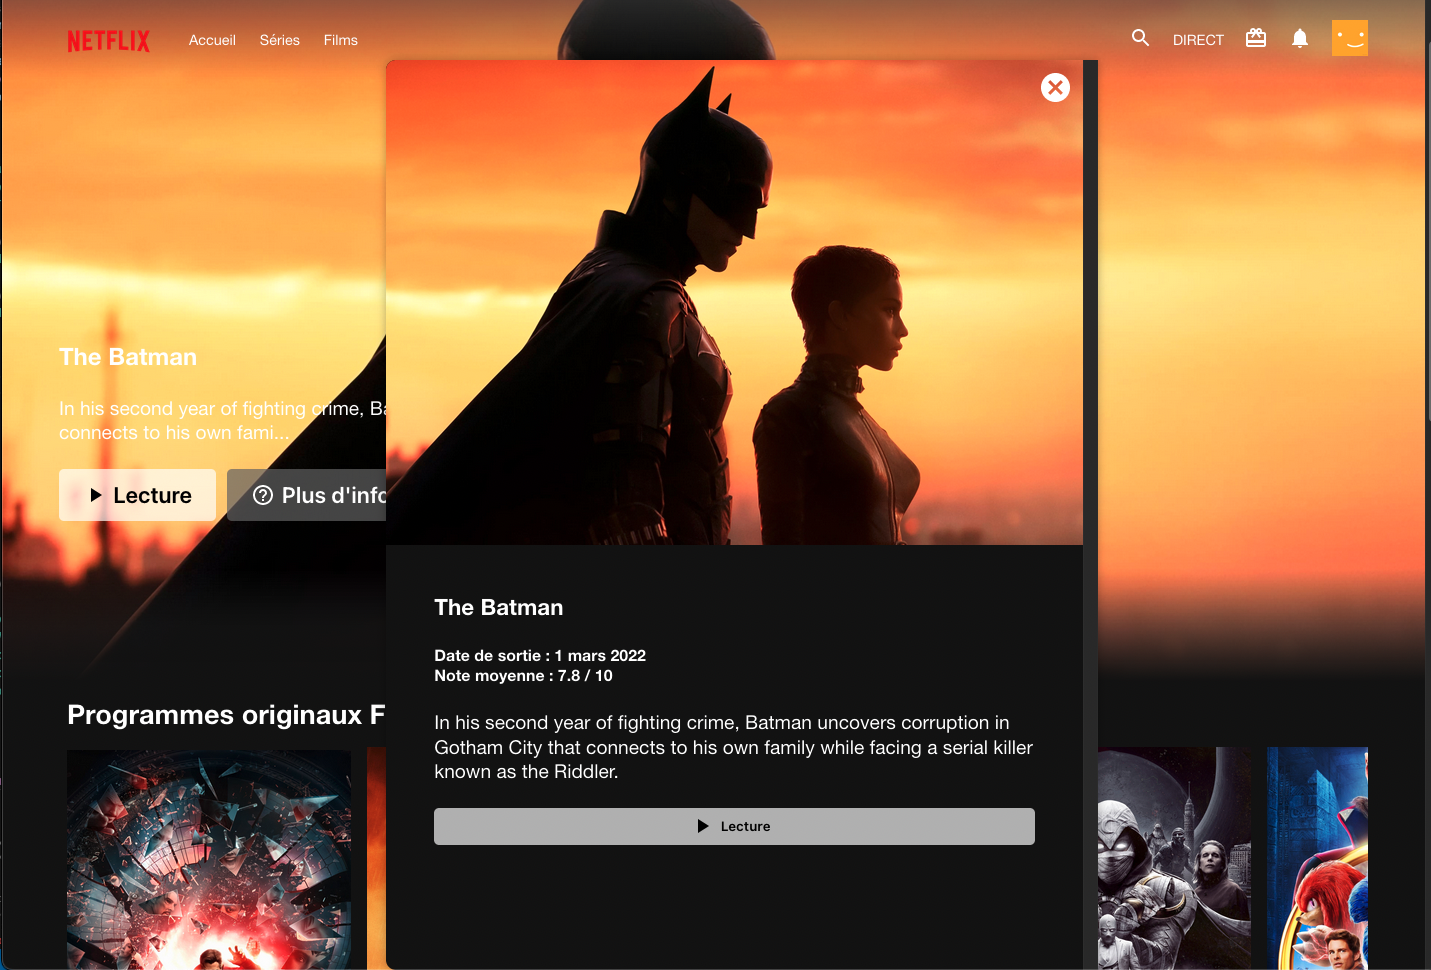 NETFLIX
Accueil
Séries
Films
DIRECT
The Batman
In his second year of fighting crime, Ba
connects to his own fami...
Lecture
Plus d'info
Programmes originaux F
The Batman
Date de sortie : 1 mars 2022
Note moyenne : 7.8 / 10
In his second year of fighting crime, Batman uncovers corruption in
Gotham City that connects to his own family while facing a serial killer
known as the Riddler.
Lecture